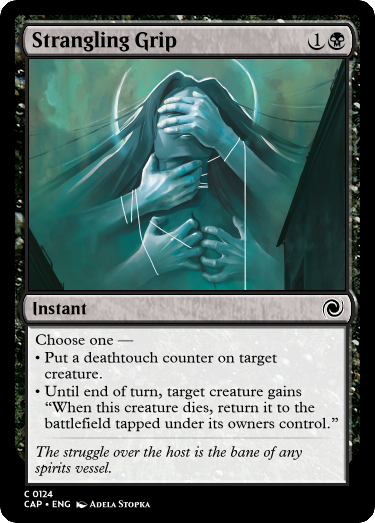 Strangling Grip 1
Instant
Choose one —
• Put a deathtouch counter on target
creature.
• Until end of turn, target creature gains
“When this creature dies, return it to the
battlefield tapped under its owners control.”
The struggle over the host is the bane of any
spirits vessel.
C 0124
CAP • ENG Adela Stopka